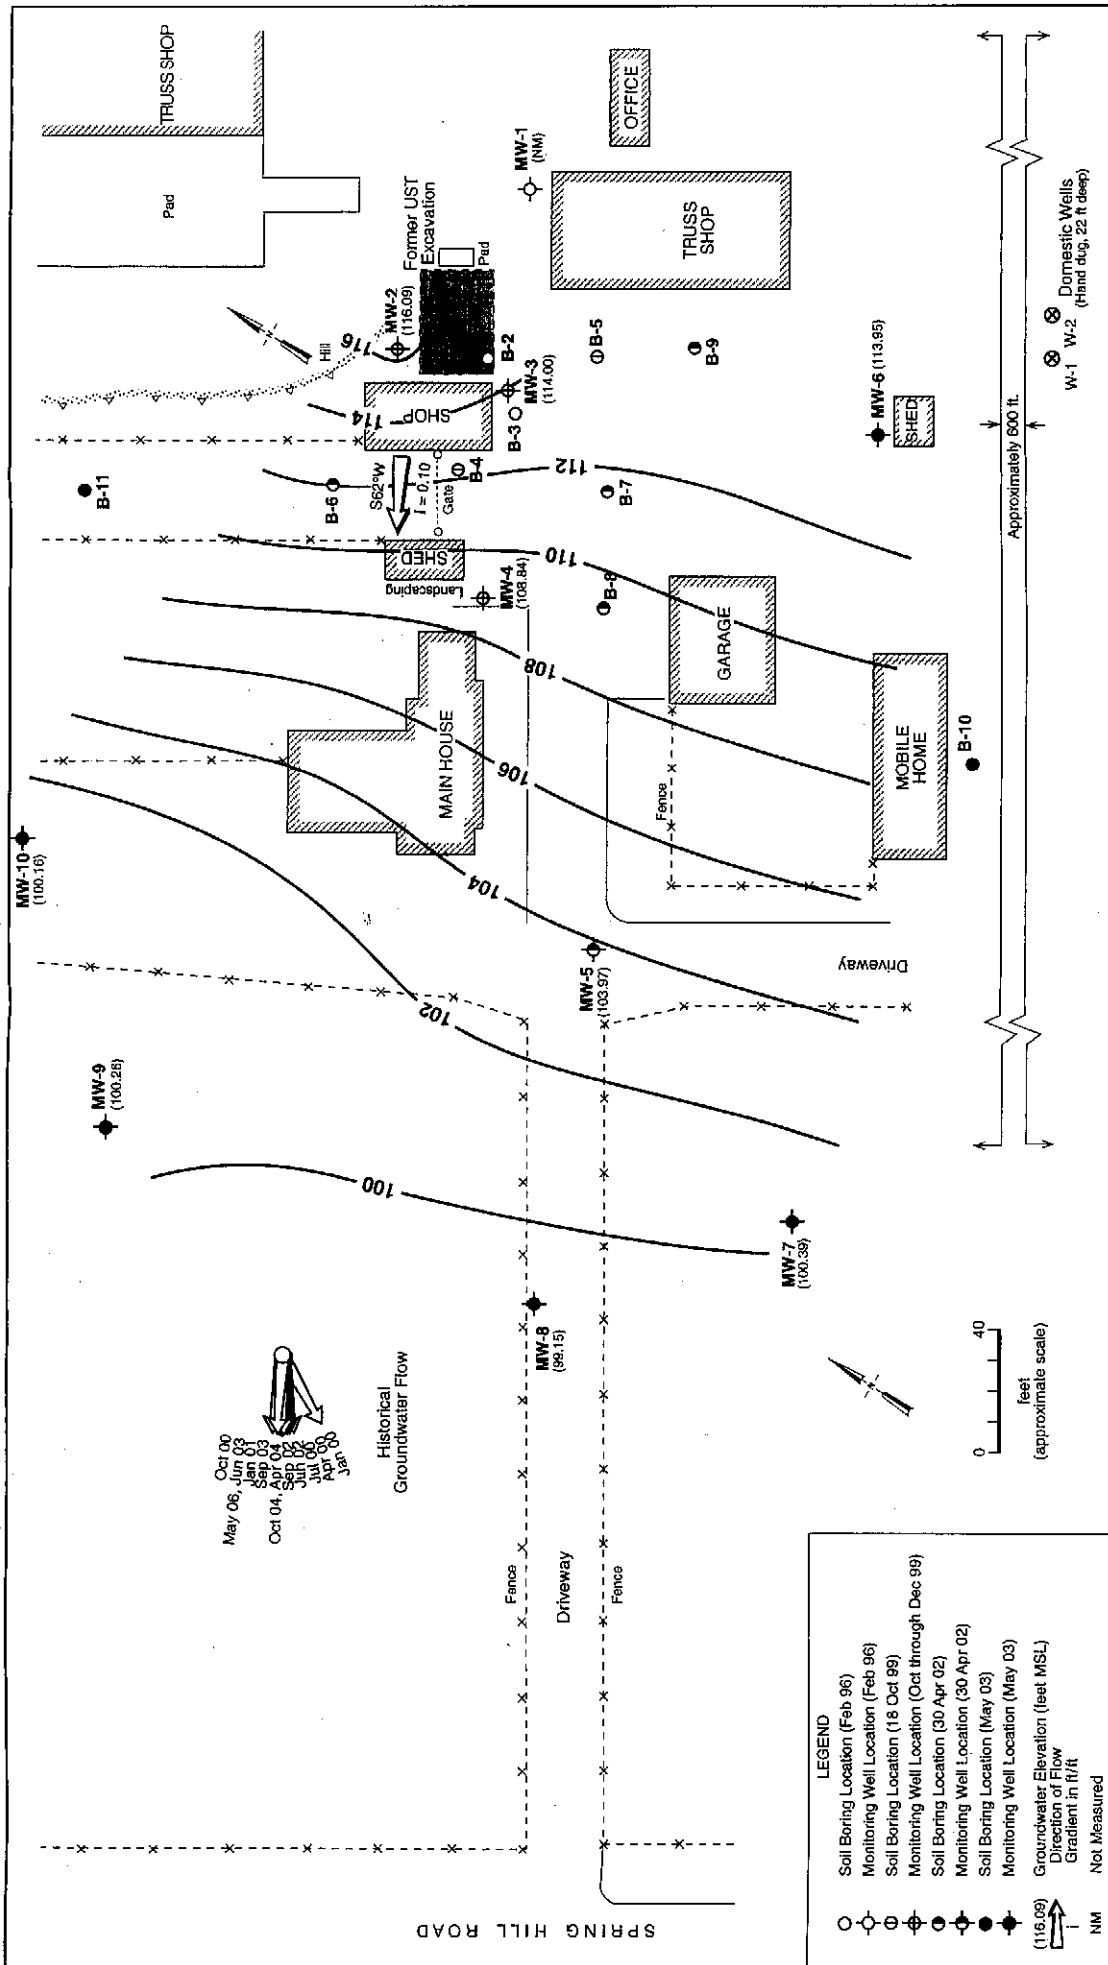 TRUSS SHOP
Pad
Former UST
Excavation
Pad
MW-1
(NM)
OFFICE
TRUSS
SHOP
Hill
N
116
MW-2
(116.09)
B-2
MW-3
(114.00)
B-3
114
SHOP
B-4
B-5
B-9
MW-6 (113.95)
SHED
W-1
W-2
Domestic Wells
(Hand dug, 22 ft deep)
Approximately 600 ft.
B-11
B-6
S62°W
i = 0.10
Gate
112
B-7
SHED
Landscaping
110
MW-4
(108.84)
B-8
108
GARAGE
MAIN HOUSE
106
Fence
MOBILE
HOME
B-10
MW-10
(100.16)
104
MW-5
(103.97)
Driveway
102
MW-9
(100.26)
100
MW-7
(100.39)
MW-8
(99.15)
Historical
Groundwater Flow
Oct 00
May 06, Jun 03
Jan 01
Sep 03
Oct 04, Apr 04
Sep 02
Jun 02
Jul 00
Apr 00
Jan 00
N
0
40
feet
(approximate scale)
Fence
Driveway
Fence
SPRING HILL ROAD
LEGEND
Soil Boring Location (Feb 96)
Monitoring Well Location (Feb 96)
Soil Boring Location (18 Oct 99)
Monitoring Well Location (Oct through Dec 99)
Soil Boring Location (30 Apr 02)
Monitoring Well Location (30 Apr 02)
Soil Boring Location (May 03)
Monitoring Well Location (May 03)
(116.09) Groundwater Elevation (feet MSL)
Direction of Flow
i Gradient in ft/ft
NM Not Measured